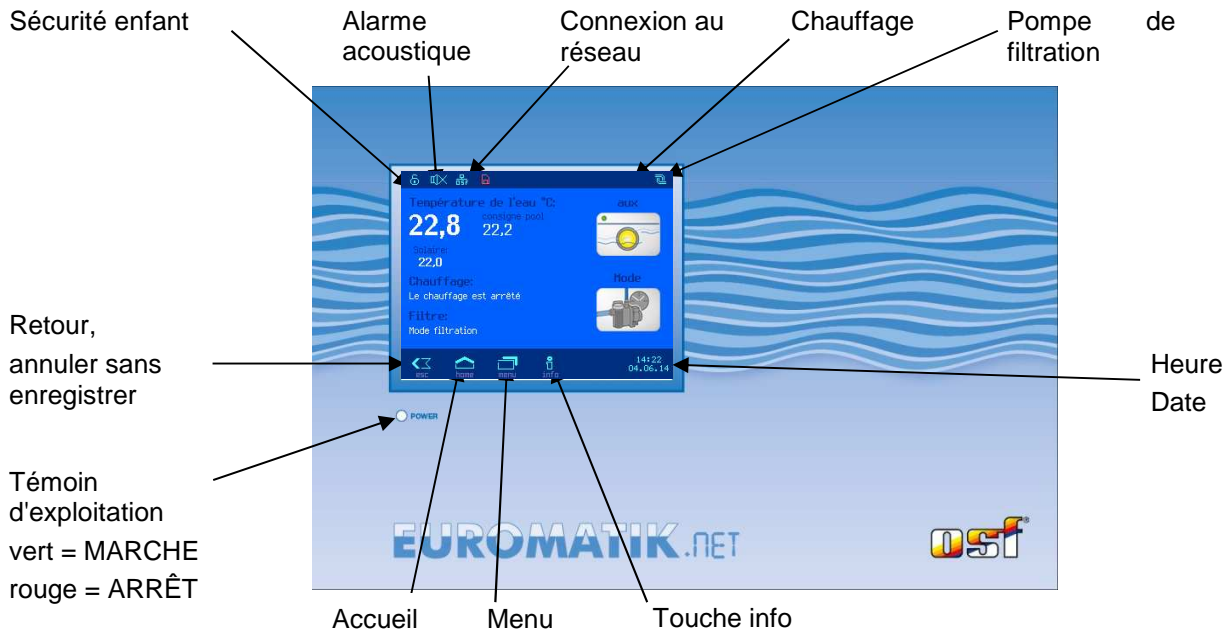 Sécurité enfant
Alarme
acoustique
Connexion au
réseau
Chauffage
Pompe de
filtration
OSF
Température de l'eau °C:
22,8
consigne pool
22,2
Solaire:
22,0
Chauffage:
Le chauffage est arrêté
Filtre:
Mode filtration
aux
Mode
esc
home
menu
info
14:22
04.06.14
Retour,
annuler sans
enregistrer
Heure
Date
POWER
Témoin
d'exploitation
vert = MARCHE
rouge = ARRÊT
EUROMATIK.NET
osf
Accueil
Menu
Touche info